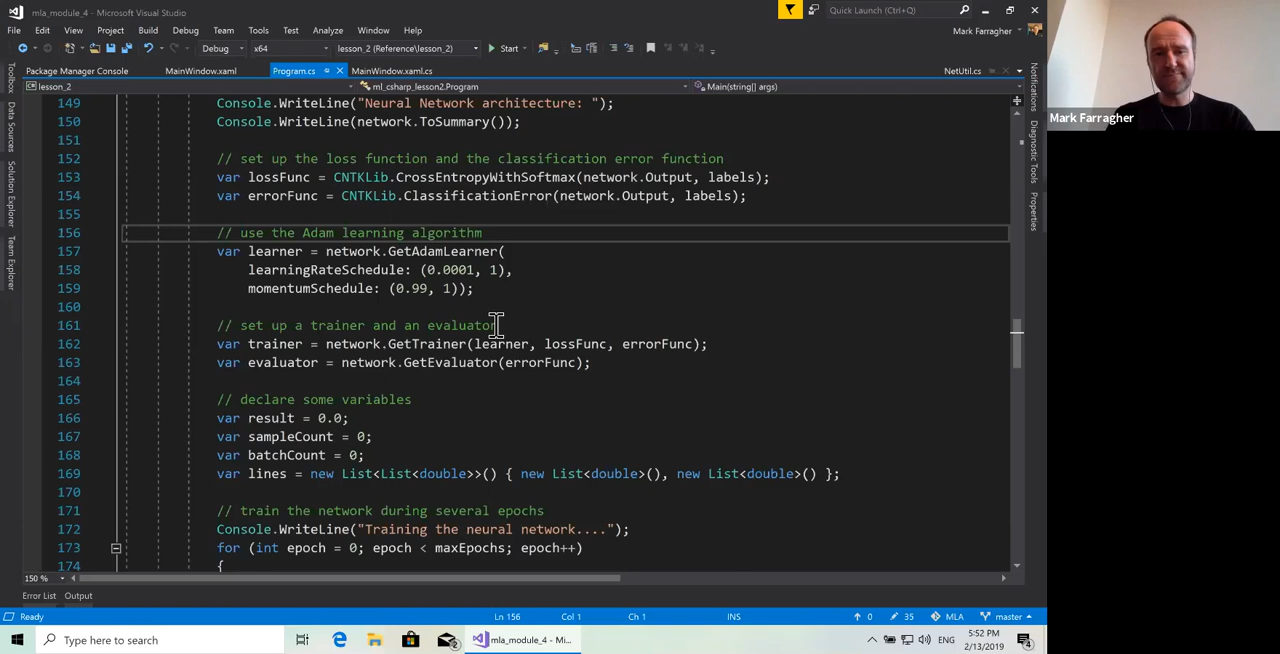 mla_module_4 - Microsoft Visual Studio
Quick Launch (Ctrl+Q)
File Edit View Project Build Debug Team Tools Test Analyze Window Help
Mark Farragher
Debug x64 lesson_2 (Reference\lesson_2) Start
Package Manager Console MainWindow.xaml Program.cs MainWindow.xaml.cs NetUtil.cs
lesson_2 ml_csharp_lesson2.Program Main(string[] args)
Toolbox
Data Sources
Solution Explorer
Team Explorer
149 Console.WriteLine("Neural Network architecture: ");
150 Console.WriteLine(network.ToSummary());
151
152 // set up the loss function and the classification error function
153 var lossFunc = CNTKLib.CrossEntropyWithSoftmax(network.Output, labels);
154 var errorFunc = CNTKLib.ClassificationError(network.Output, labels);
155
156 // use the Adam learning algorithm
157 var learner = network.GetAdamLearner(
158 learningRateSchedule: (0.0001, 1),
159 momentumSchedule: (0.99, 1));
160
161 // set up a trainer and an evaluator
162 var trainer = network.GetTrainer(learner, lossFunc, errorFunc);
163 var evaluator = network.GetEvaluator(errorFunc);
164
165 // declare some variables
166 var result = 0.0;
167 var sampleCount = 0;
168 var batchCount = 0;
169 var lines = new List<List<double>>() { new List<double>(), new List<double>() };
170
171 // train the network during several epochs
172 Console.WriteLine("Training the neural network....");
173 for (int epoch = 0; epoch < maxEpochs; epoch++)
174 {
Notifications
Diagnostic Tools
Properties
Mark Farragher
150 %
Error List Output
Ready Ln 156 Col 1 Ch 1 INS 0 35 MLA master
Type here to search
2
mla_module_4 - Mi...
ENG
5:52 PM
2/13/2019
4